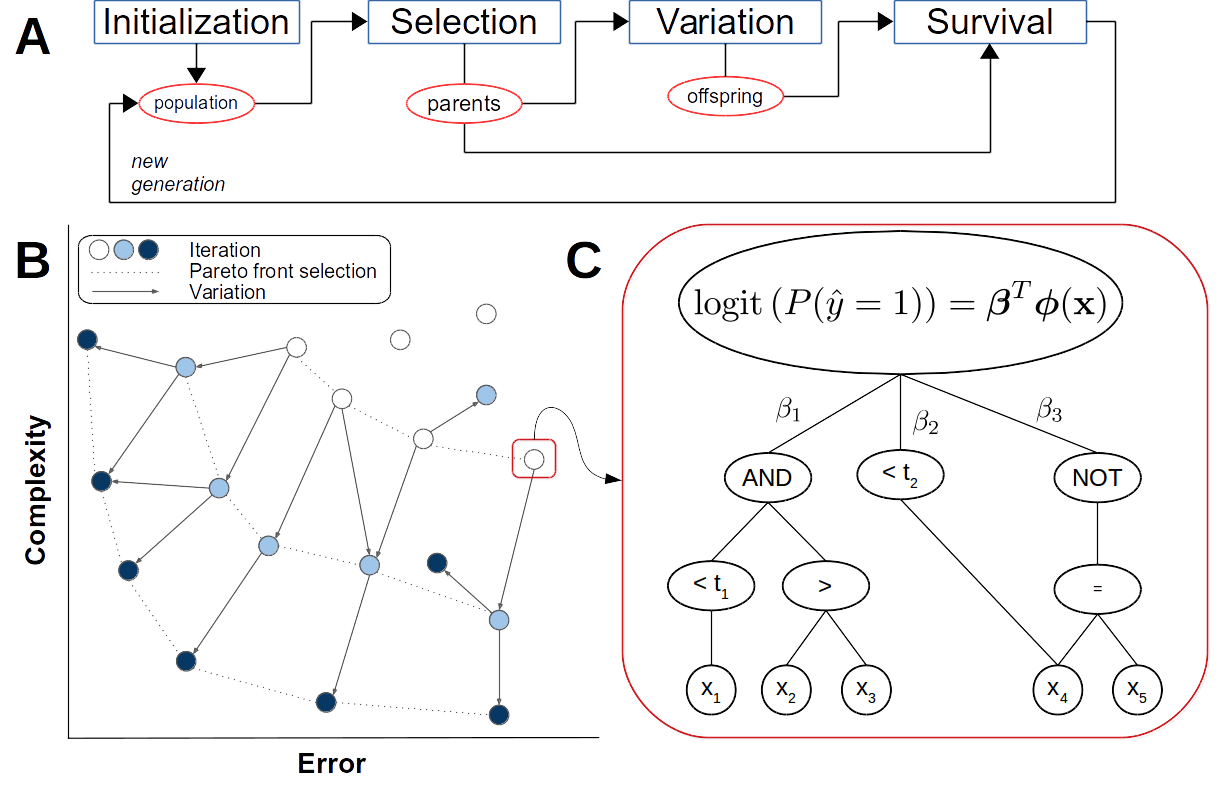 A
Initialization
Selection
Variation
Survival
population
parents
offspring
new
generation
B
Iteration
Pareto front selection
Variation
Complexity
Error
C
logit (P(ŷ = 1)) = β^T ϕ(x)
β₁
β₂
β₃
AND
< t₂
NOT
< t₁
>
=
x₁
x₂
x₃
x₄
x₅